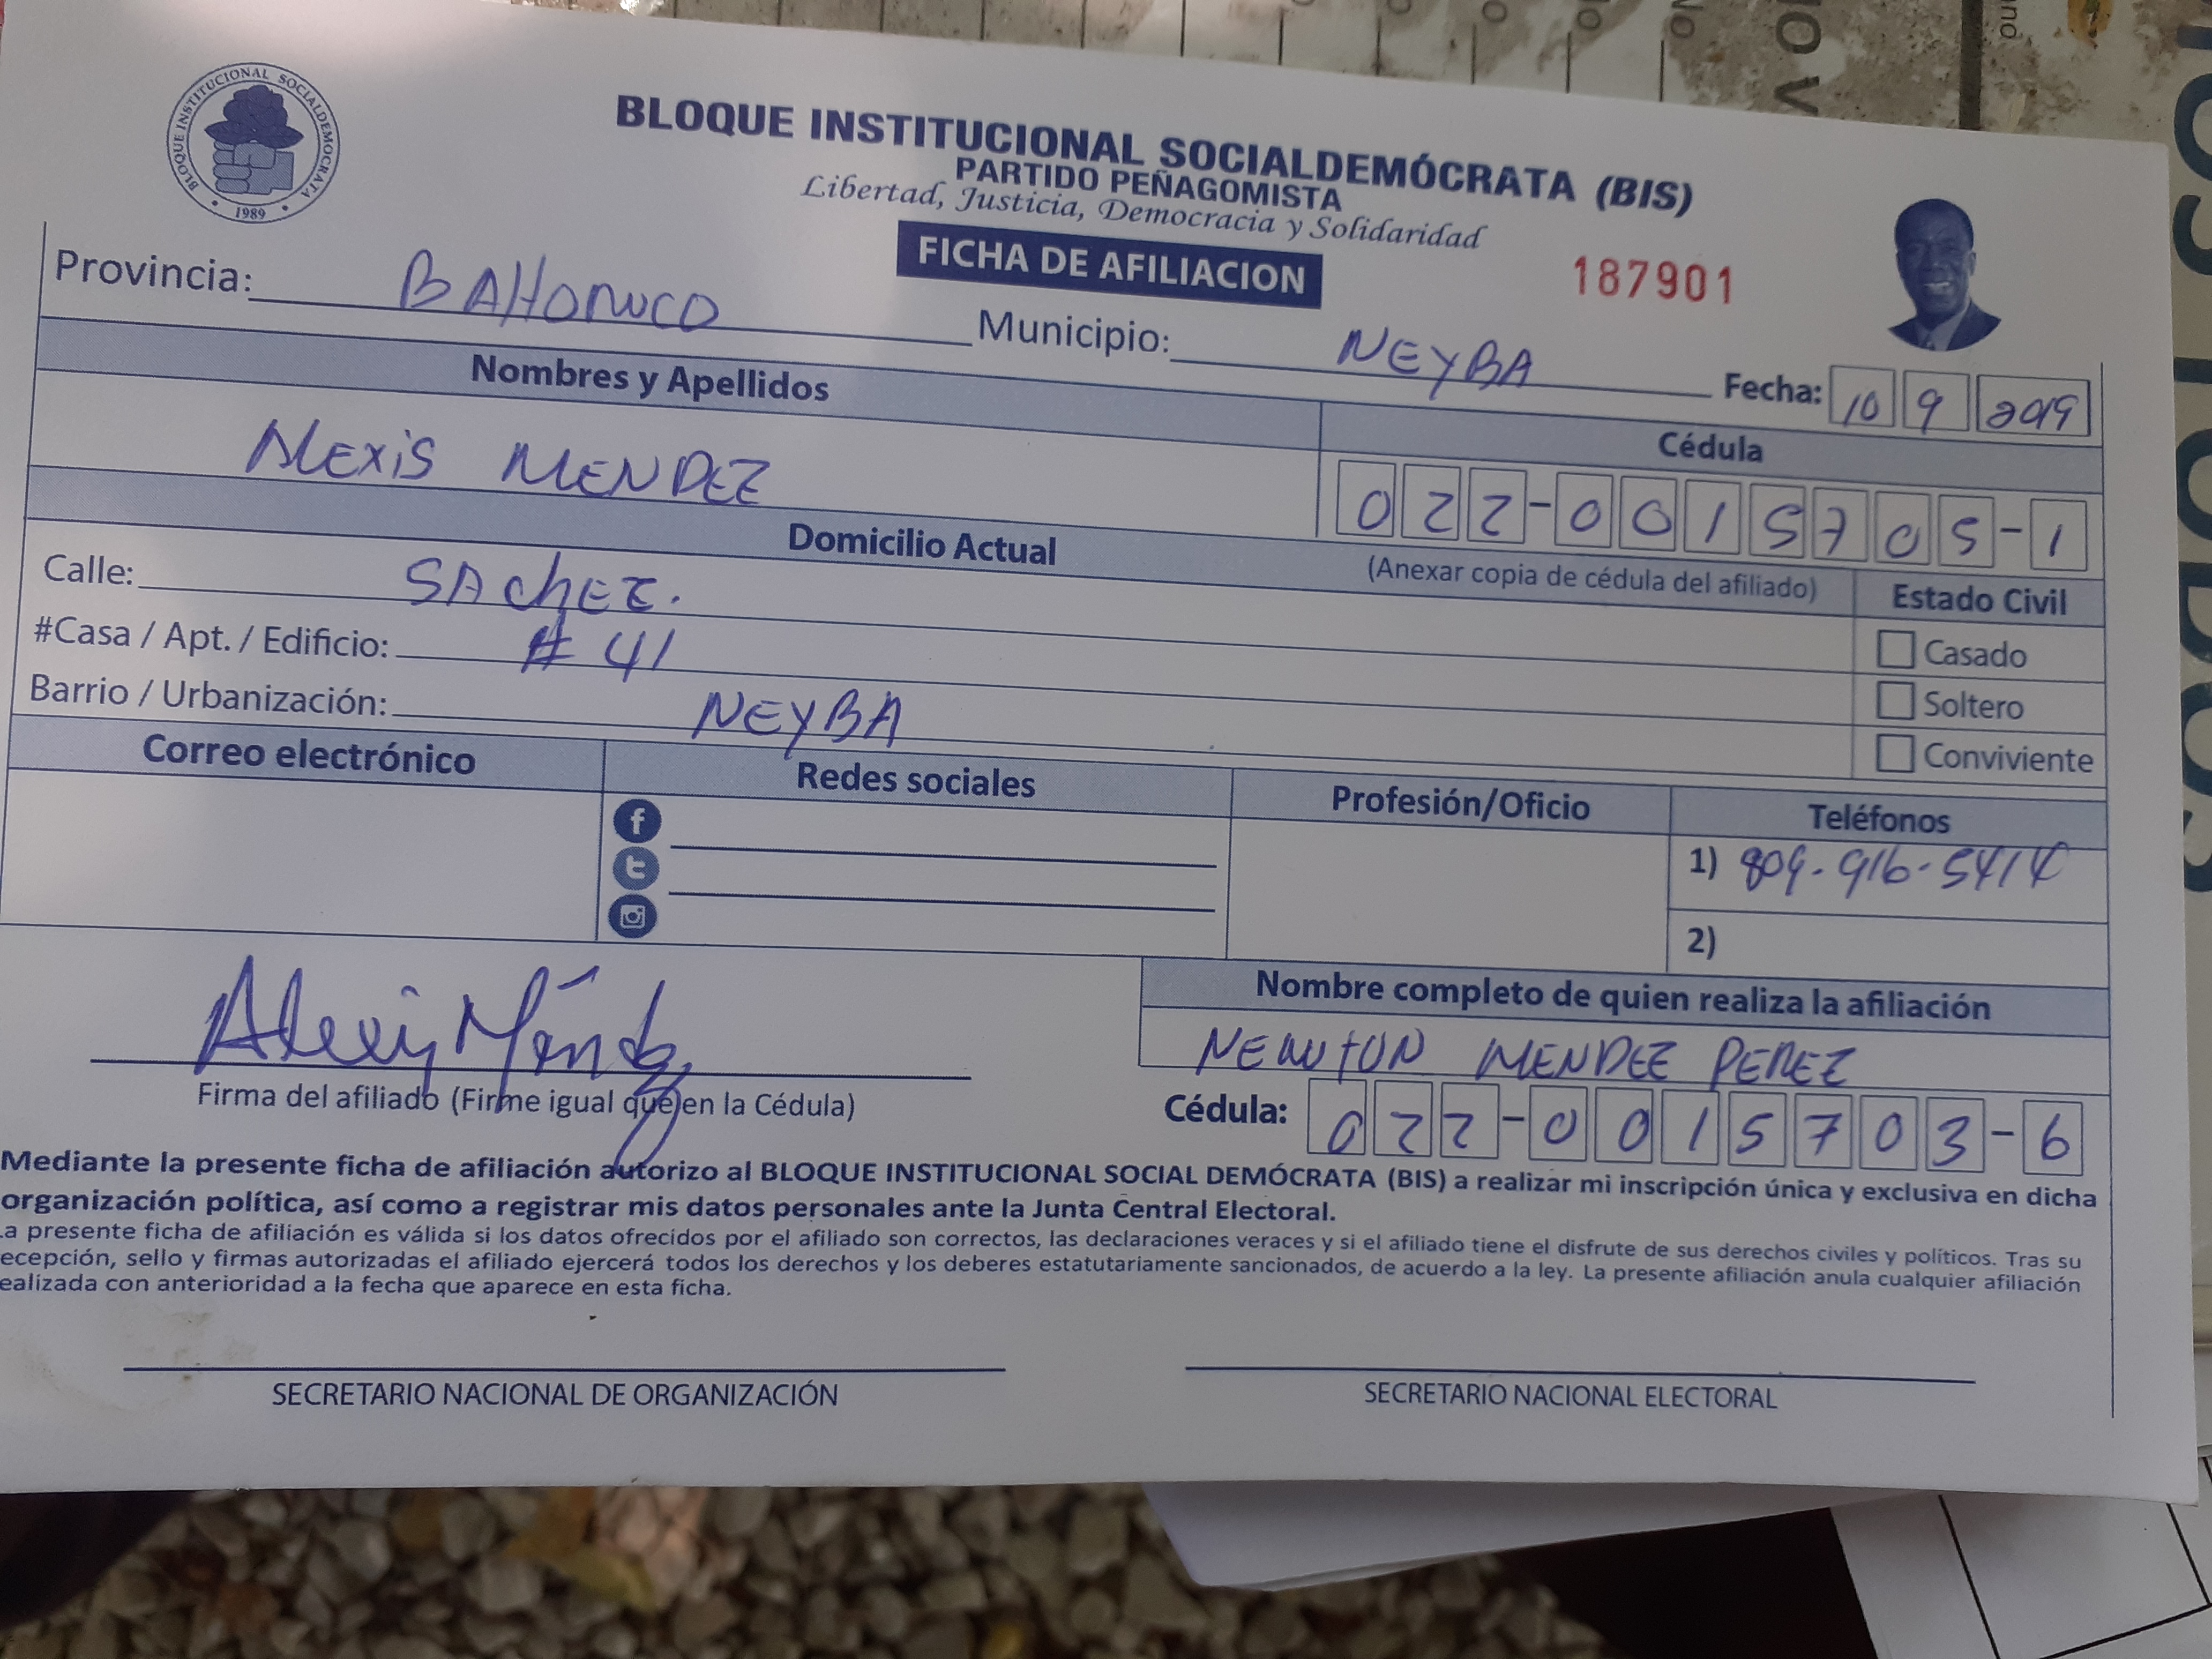 BLOQUE INSTITUCIONAL SOCIALDEMOCRATA
• 1989 •
BLOQUE INSTITUCIONAL SOCIALDEMÓCRATA (BIS)
PARTIDO PEÑAGOMISTA
Libertad, Justicia, Democracia y Solidaridad
FICHA DE AFILIACION
187901
Provincia: BAHORUCO Municipio: NEYBA Fecha: 10 9 2019
Nombres y Apellidos
Cédula
ALEXIS MENDEZ
022-0015705-1
Domicilio Actual
(Anexar copia de cédula del afiliado)
Estado Civil
Calle: SACHEZ.
Casado
#Casa / Apt. / Edificio: # 41
Soltero
Barrio / Urbanización: NEYBA
Conviviente
Correo electrónico
Redes sociales
Profesión/Oficio
Teléfonos
1) 809-916-5414
2)
Nombre completo de quien realiza la afiliación
NEWTON MENDEZ PEREZ
Alexis Méndez
Firma del afiliado (Firme igual que en la Cédula)
Cédula: 022-0015703-6
Mediante la presente ficha de afiliación autorizo al BLOQUE INSTITUCIONAL SOCIAL DEMÓCRATA (BIS) a realizar mi inscripción única y exclusiva en dicha
organización política, así como a registrar mis datos personales ante la Junta Central Electoral.
La presente ficha de afiliación es válida si los datos ofrecidos por el afiliado son correctos, las declaraciones veraces y si el afiliado tiene el disfrute de sus derechos civiles y políticos. Tras su
ecepción, sello y firmas autorizadas el afiliado ejercerá todos los derechos y los deberes estatutariamente sancionados, de acuerdo a la ley. La presente afiliación anula cualquier afiliación
ealizada con anterioridad a la fecha que aparece en esta ficha.
SECRETARIO NACIONAL DE ORGANIZACIÓN
SECRETARIO NACIONAL ELECTORAL